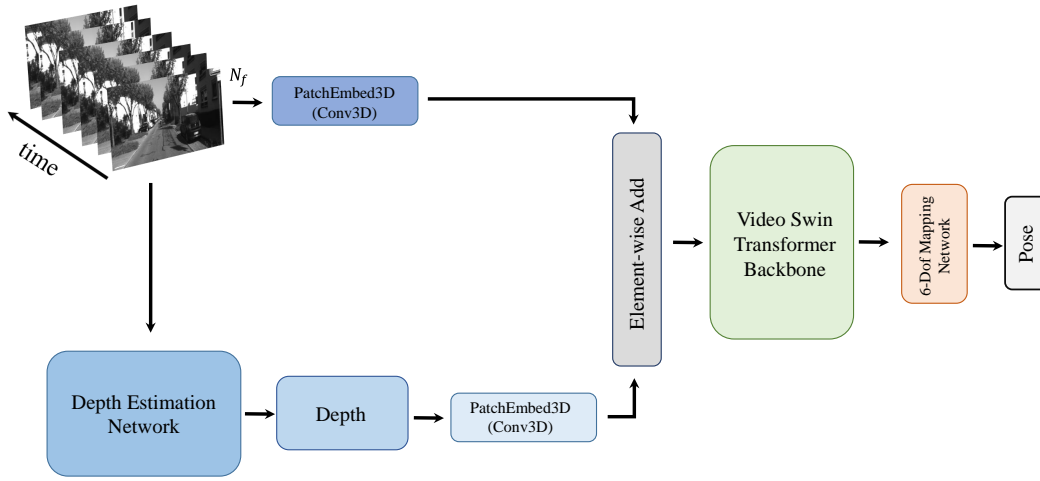 N_f
PatchEmbed3D
(Conv3D)
time
Element-wise Add
Video Swin
Transformer
Backbone
6-Dof Mapping
Network
Pose
Depth Estimation
Network
Depth
PatchEmbed3D
(Conv3D)